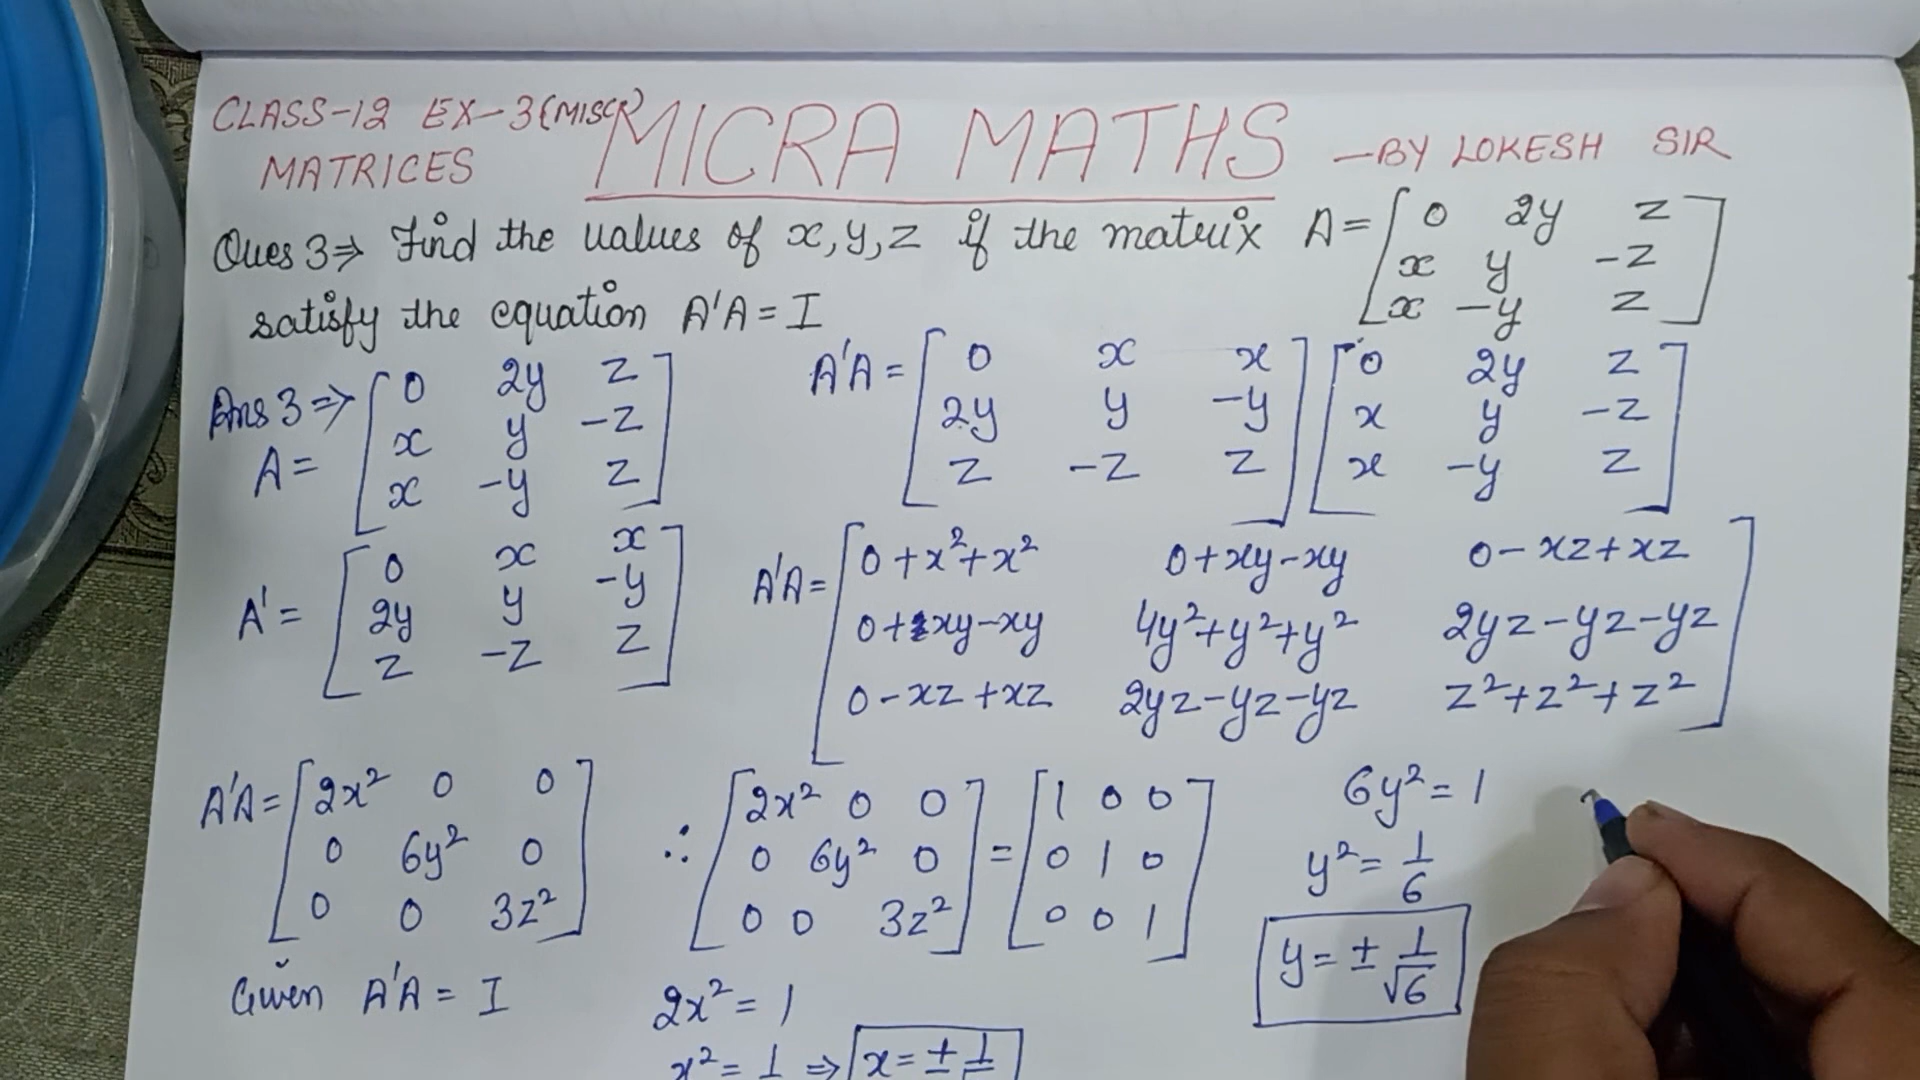 CLASS-12 EX-3(MISC) MICRA MATHS -BY LOKESH SIR
MATRICES
Ques 3⇒ Find the values of x, y, z if the matrix A = [0 2y z
x y -z
x -y z]
satisfy the equation A'A = I
Ans 3⇒
A = [0 2y z
x y -z
x -y z]
A' = [0 x x
2y y -y
z -z z]
A'A = [0 x x
2y y -y
z -z z] [0 2y z
x y -z
x -y z]
A'A = [0+x²+x² 0+xy-xy 0-xz+xz
0+xy-xy 4y²+y²+y² 2yz-yz-yz
0-xz+xz 2yz-yz-yz z²+z²+z²]
A'A = [2x² 0 0
0 6y² 0
0 0 3z²]
Given A'A = I
∴ [2x² 0 0
0 6y² 0
0 0 3z²] = [1 0 0
0 1 0
0 0 1]
2x² = 1
x² = 1 ⇒ x = ± 1
6y² = 1
y² = 1/6
y = ± 1/√6